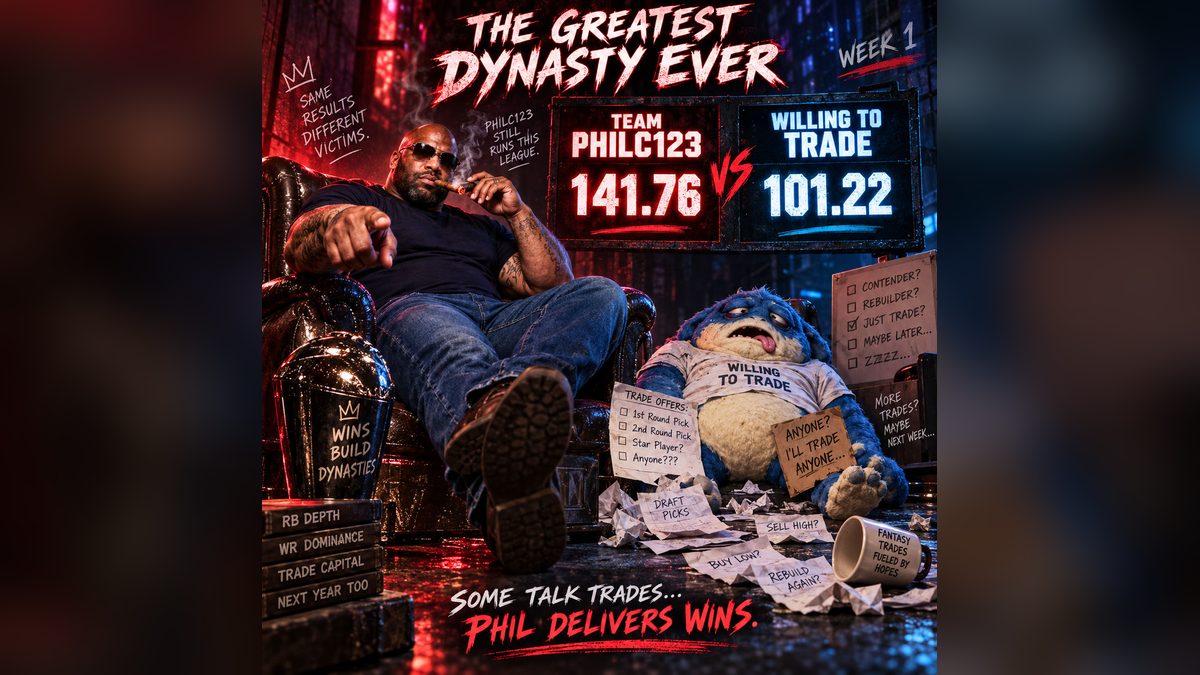 THE GREATEST
DYNASTY EVER
WEEK 1
SAME
RESULTS
DIFFERENT
VICTIMS.
PHILC123
STILL
RUNS THIS
LEAGUE.
TEAM
PHILC123
141.76
VS
WILLING TO
TRADE
101.22
CONTENDER?
REBUILDER?
JUST TRADE?
MAYBE LATER...
ZZZZ...
WILLING
TO TRADE
TRADE OFFERS:
1st Round Pick
2nd Round Pick
Star Player?
Anyone???
ANYONE?
I'LL TRADE
ANYONE...
MORE
TRADES?
MAYBE
NEXT WEEK...
WINS
BUILD
DYNASTIES
RB DEPTH
WR DOMINANCE
TRADE CAPITAL
NEXT YEAR TOO
DRAFT
PICKS
SELL HIGH?
BUY LOW?
REBUILD
AGAIN?
FANTASY
TRADES
FUELED BY
HOPES
SOME TALK TRADES...
PHIL DELIVERS WINS.